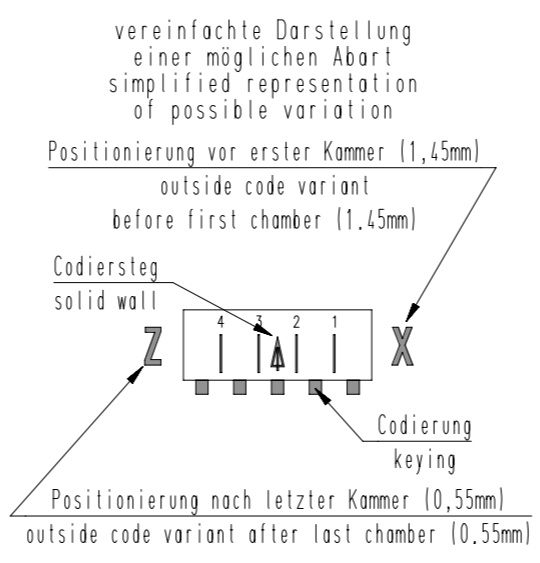 vereinfachte Darstellung
einer möglichen Abart
simplified representation
of possible variation
Positionierung vor erster Kammer (1,45mm)
outside code variant
before first chamber (1.45mm)
Codiersteg
solid wall
4 3 2 1
Z X
Codierung
keying
Positionierung nach letzter Kammer (0,55mm)
outside code variant after last chamber (0.55mm)